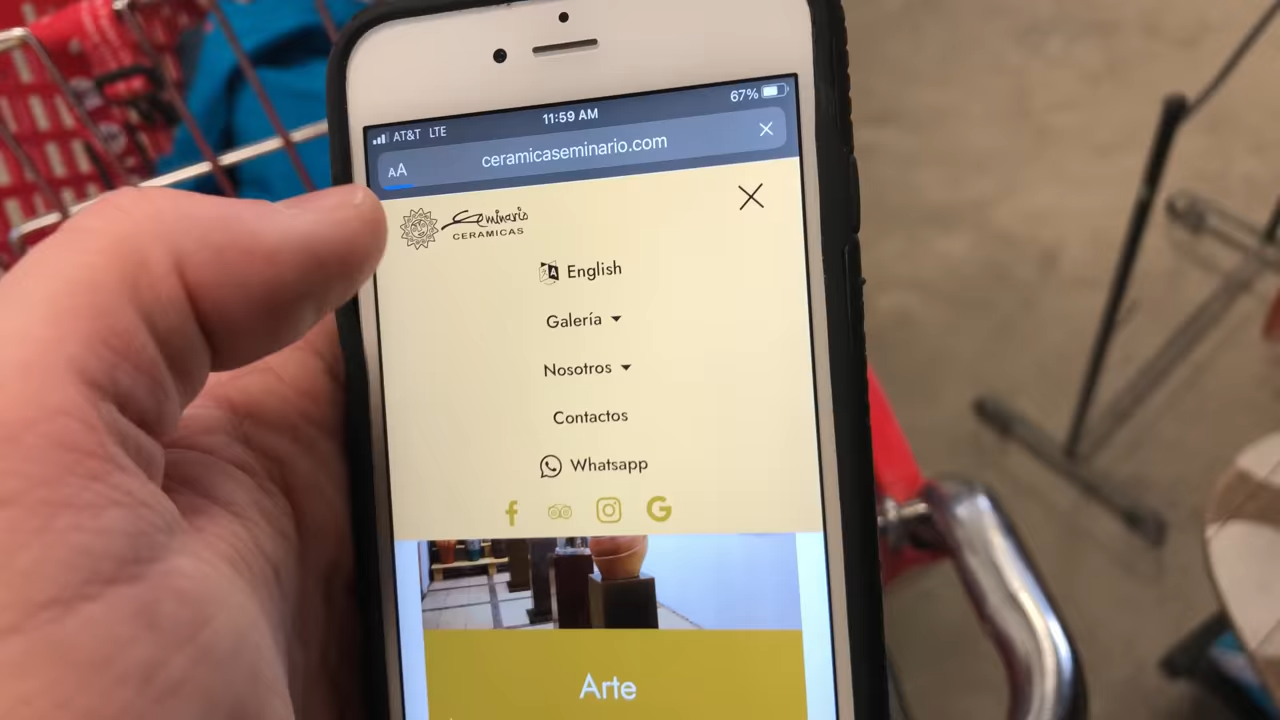 67%
11:59 AM
AT&T LTE
AA
ceramicaseminario.com
Seminario
CERAMICAS
English
Galería
Nosotros
Contactos
Whatsapp
Arte